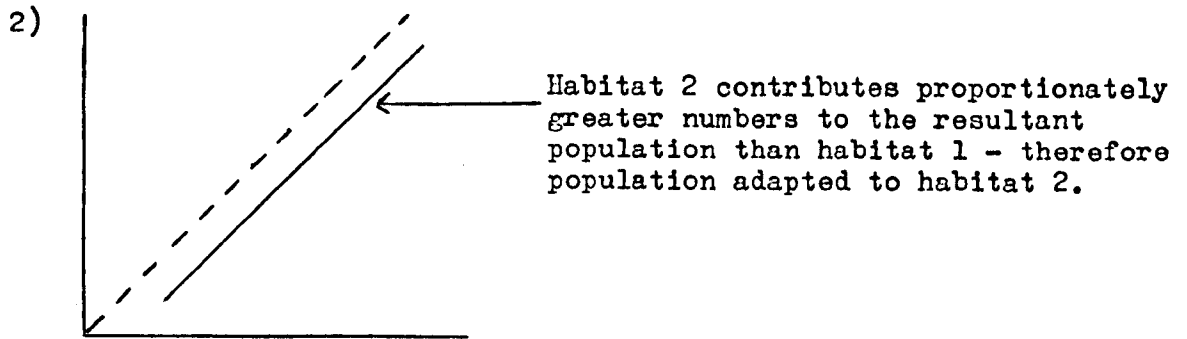 2)
Habitat 2 contributes proportionately
greater numbers to the resultant
population than habitat 1 - therefore
population adapted to habitat 2.